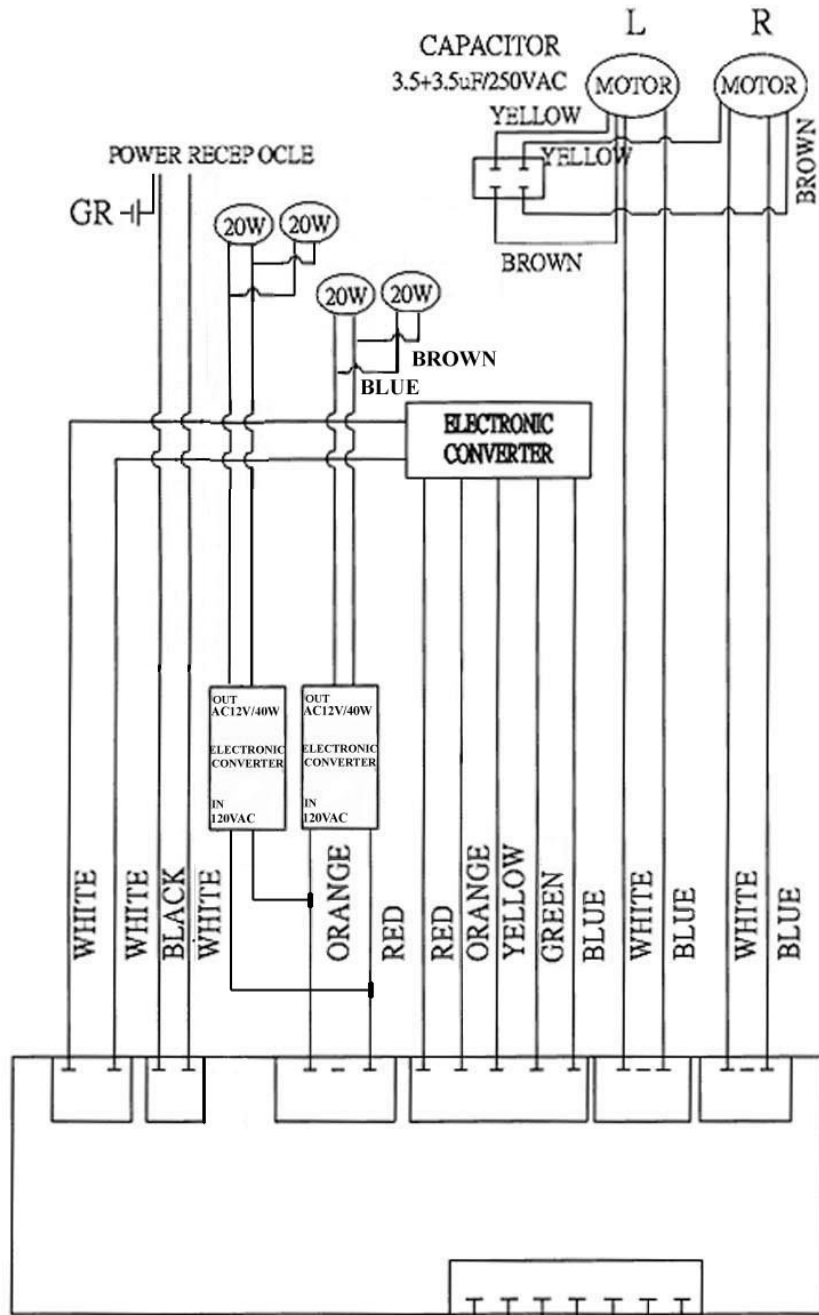 L
R
CAPACITOR
3.5+3.5uF/250VAC
MOTOR
MOTOR
YELLOW
YELLOW
BROWN
BROWN
POWER RECEP OCLE
GR
20W
20W
20W
20W
BROWN
BLUE
ELECTRONIC
CONVERTER
OUT
AC12V/40W
ELECTRONIC
CONVERTER
IN
120VAC
OUT
AC12V/40W
ELECTRONIC
CONVERTER
IN
120VAC
WHITE
WHITE
BLACK
WHITE
ORANGE
RED
RED
ORANGE
YELLOW
GREEN
BLUE
WHITE
BLUE
WHITE
BLUE